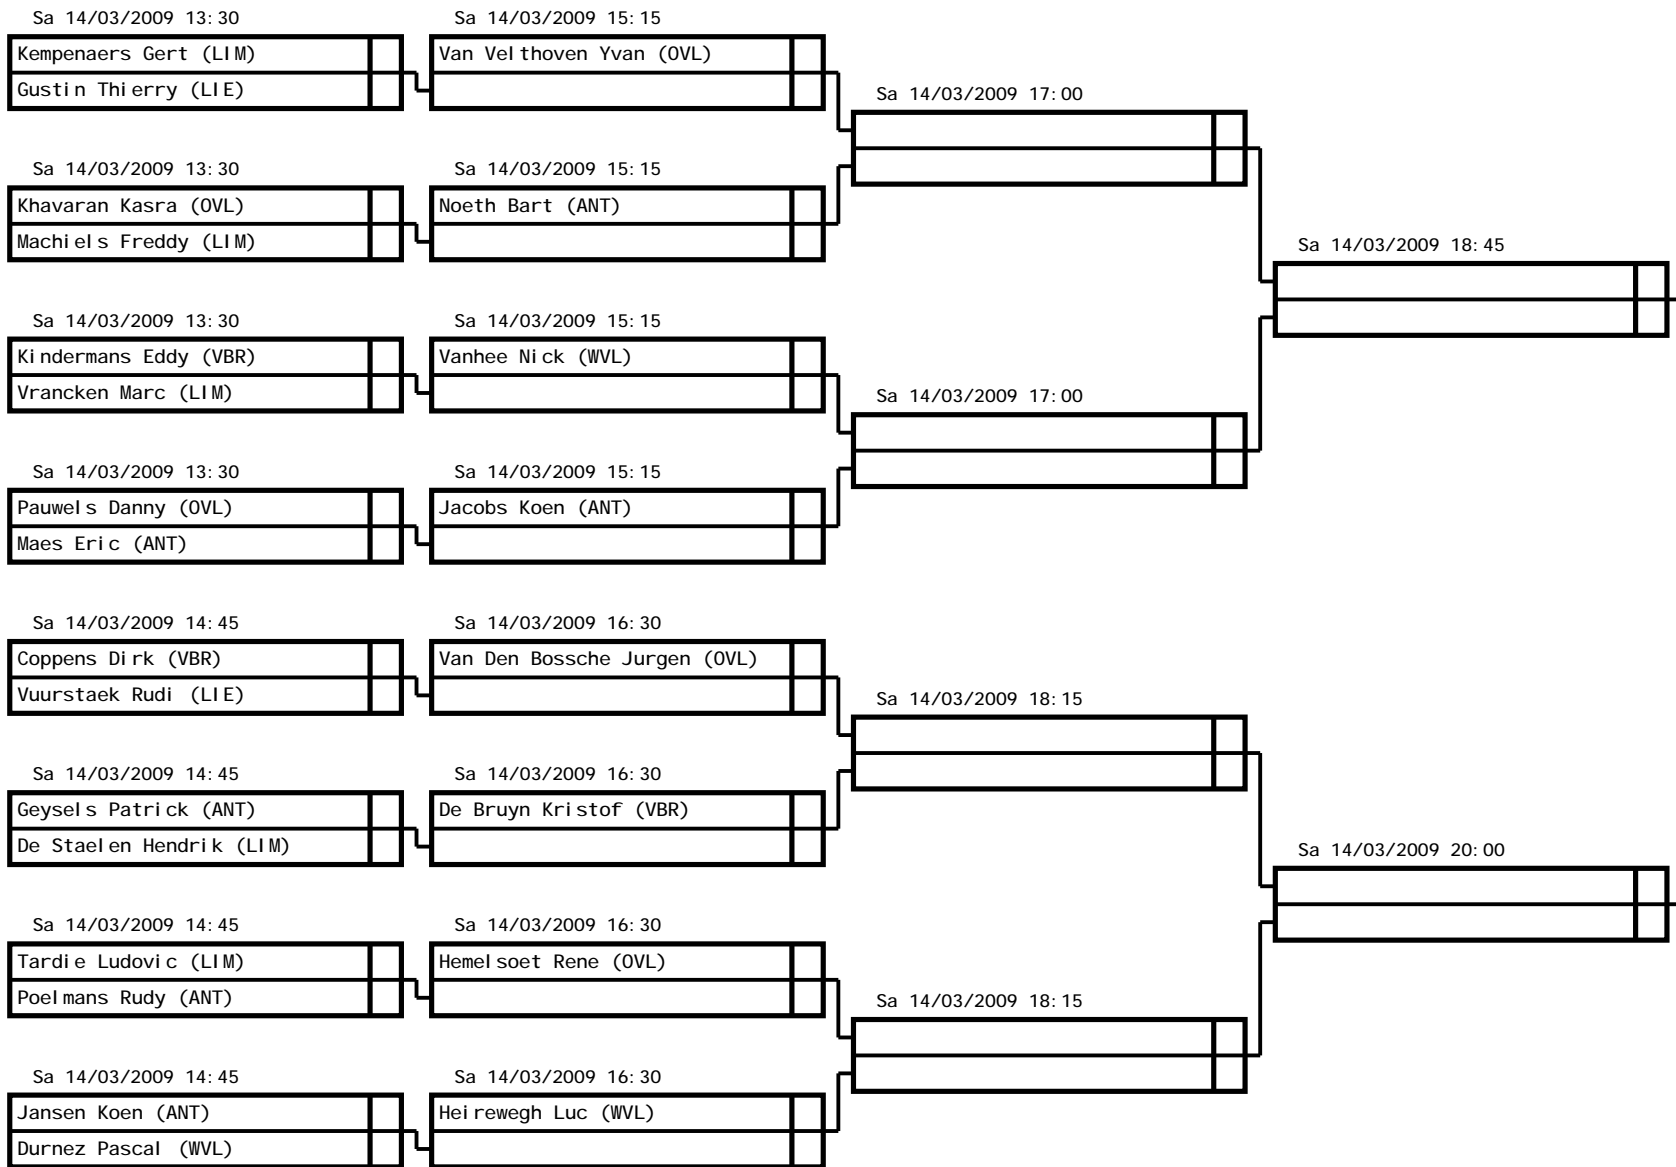 Sa 14/03/2009 13:30
Kempenaers Gert (LIM)
Gustin Thierry (LIE)
Sa 14/03/2009 13:30
Khavaran Kasra (OVL)
Machiels Freddy (LIM)
Sa 14/03/2009 13:30
Kindermans Eddy (VBR)
Vrancken Marc (LIM)
Sa 14/03/2009 13:30
Pauwels Danny (OVL)
Maes Eric (ANT)
Sa 14/03/2009 14:45
Coppens Dirk (VBR)
Vuurstaek Rudi (LIE)
Sa 14/03/2009 14:45
Geysels Patrick (ANT)
De Staelen Hendrik (LIM)
Sa 14/03/2009 14:45
Tardie Ludovic (LIM)
Poelmans Rudy (ANT)
Sa 14/03/2009 14:45
Jansen Koen (ANT)
Durnez Pascal (WVL)
Sa 14/03/2009 15:15
Van Velthoven Yvan (OVL)
Sa 14/03/2009 15:15
Noeth Bart (ANT)
Sa 14/03/2009 15:15
Vanhee Nick (WVL)
Sa 14/03/2009 15:15
Jacobs Koen (ANT)
Sa 14/03/2009 16:30
Van Den Bossche Jurgen (OVL)
Sa 14/03/2009 16:30
De Bruyn Kristof (VBR)
Sa 14/03/2009 16:30
Hemelsoet Rene (OVL)
Sa 14/03/2009 16:30
Heirewegh Luc (WVL)
Sa 14/03/2009 17:00
Sa 14/03/2009 17:00
Sa 14/03/2009 18:15
Sa 14/03/2009 18:15
Sa 14/03/2009 18:45
Sa 14/03/2009 20:00